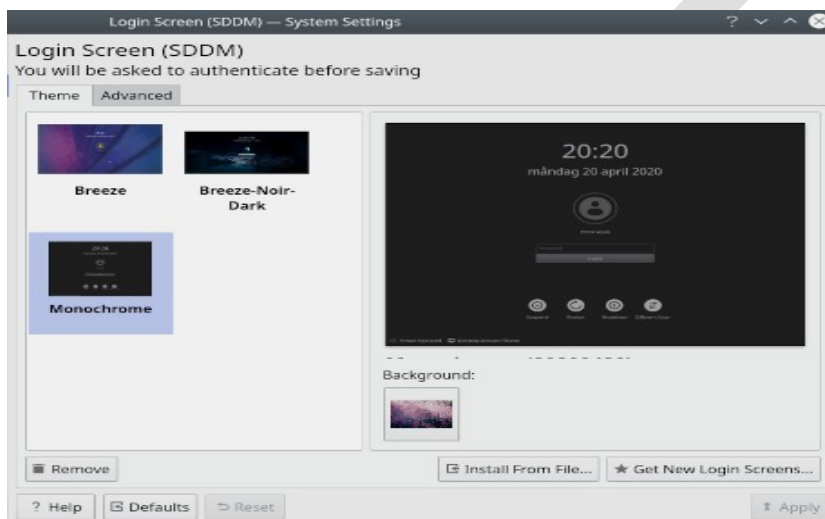 Login Screen (SDDM) — System Settings
Login Screen (SDDM)
You will be asked to authenticate before saving
Theme
Advanced
Breeze
Breeze-Noir-
Dark
Monochrome
20:20
måndag 20 april 2020
Background:
Remove
Install From File...
Get New Login Screens...
? Help
Defaults
Reset
Apply